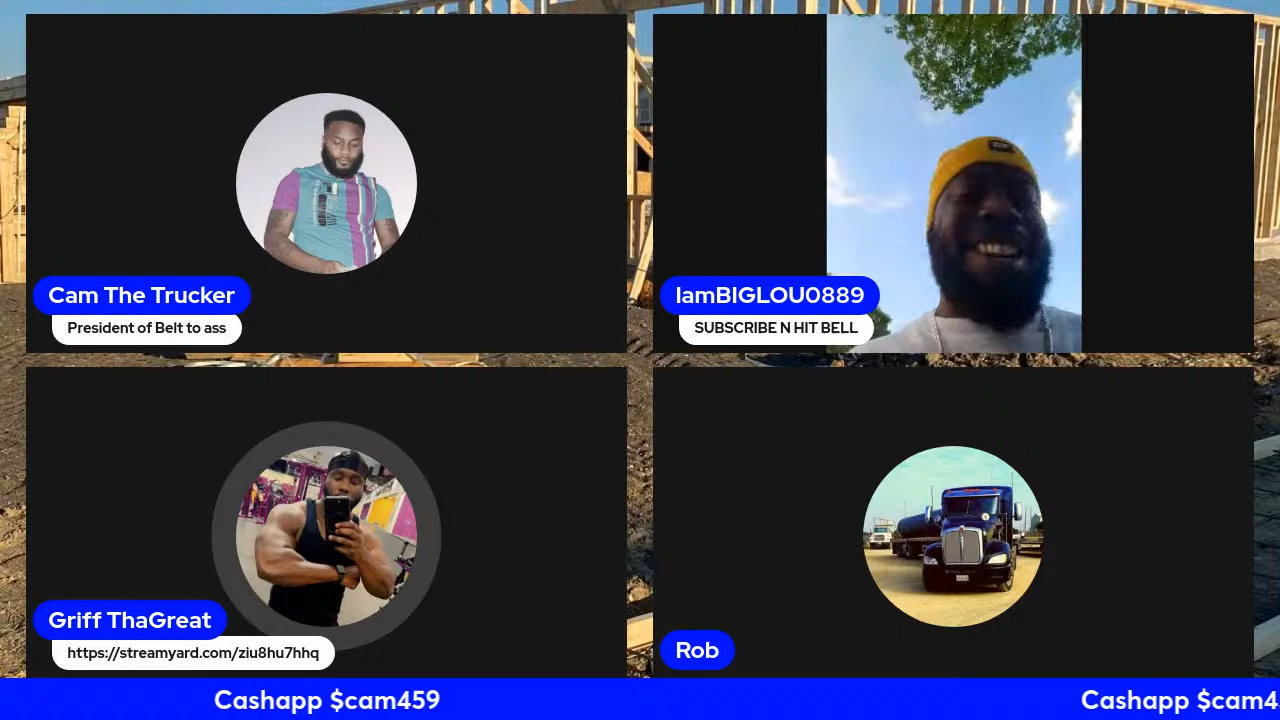 Cam The Trucker
President of Belt to ass
IamBIGLOU0889
SUBSCRIBE N HIT BELL
Griff ThaGreat
https://streamyard.com/ziu8hu7hhq
Rob
Cashapp $cam459
Cashapp $cam4